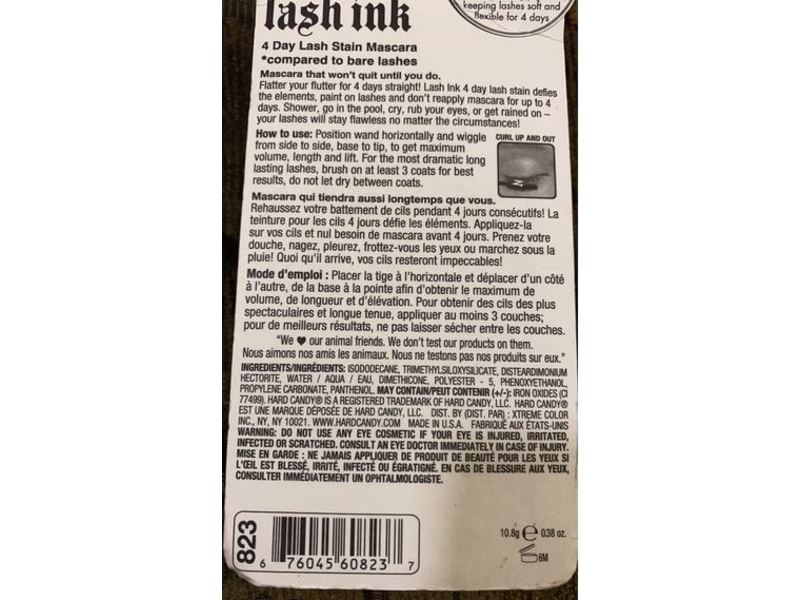 lash ink
keeping lashes soft and
flexible for 4 days
4 Day Lash Stain Mascara
*compared to bare lashes
Mascara that won't quit until you do.
Flatter your flutter for 4 days straight! Lash Ink 4 day lash stain defies
the elements, paint on lashes and don't reapply mascara for up to 4
days. Shower, go in the pool, cry, rub your eyes, or get rained on –
your lashes will stay flawless no matter the circumstances!
How to use: Position wand horizontally and wiggle
from side to side, base to tip, to get maximum
volume, length and lift. For the most dramatic long
lasting lashes, brush on at least 3 coats for best
results, do not let dry between coats.
CURL UP AND OUT
Mascara qui tiendra aussi longtemps que vous.
Rehaussez votre battement de cils pendant 4 jours consécutifs! La
teinture pour les cils 4 jours défie les éléments. Appliquez-la
sur vos cils et nul besoin de mascara avant 4 jours. Prenez votre
douche, nagez, pleurez, frottez-vous les yeux ou marchez sous la
pluie! Quoi qu'il arrive, vos cils resteront impeccables!
Mode d'emploi : Placer la tige à l'horizontale et déplacer d'un côté
à l'autre, de la base à la pointe afin d'obtenir le maximum de
volume, de longueur et d'élévation. Pour obtenir des cils des plus
spectaculaires et longue tenue, appliquer au moins 3 couches;
pour de meilleurs résultats, ne pas laisser sécher entre les couches.
"We ♥ our animal friends. We don't test our products on them.
Nous aimons nos amis les animaux. Nous ne testons pas nos produits sur eux."
INGREDIENTS/INGRÉDIENTS: ISODODECANE, TRIMETHYLSILOXYSILICATE, DISTEARDIMONIUM
HECTORITE, WATER / AQUA / EAU, DIMETHICONE, POLYESTER - 5, PHENOXYETHANOL,
PROPYLENE CARBONATE, PANTHENOL. MAY CONTAIN/PEUT CONTENIR (+/-): IRON OXIDES (CI
77499). HARD CANDY® IS A REGISTERED TRADEMARK OF HARD CANDY, LLC. HARD CANDY®
EST UNE MARQUE DÉPOSÉE DE HARD CANDY, LLC. DIST. BY (DIST. PAR) : XTREME COLOR
INC., NY, NY 10021. WWW.HARDCANDY.COM MADE IN U.S.A. FABRIQUÉ AUX ÉTATS-UNIS
WARNING: DO NOT USE ANY EYE COSMETIC IF YOUR EYE IS INJURED, IRRITATED,
INFECTED OR SCRATCHED. CONSULT AN EYE DOCTOR IMMEDIATELY IN CASE OF INJURY.
MISE EN GARDE : NE JAMAIS APPLIQUER DE PRODUIT DE BEAUTÉ POUR LES YEUX SI
L'ŒIL EST BLESSÉ, IRRITÉ, INFECTÉ OU ÉGRATIGNÉ. EN CAS DE BLESSURE AUX YEUX,
CONSULTER IMMÉDIATEMENT UN OPHTALMOLOGISTE.
823
6 76045 60823 7
10.8g ℮ 0.38 oz.
6M